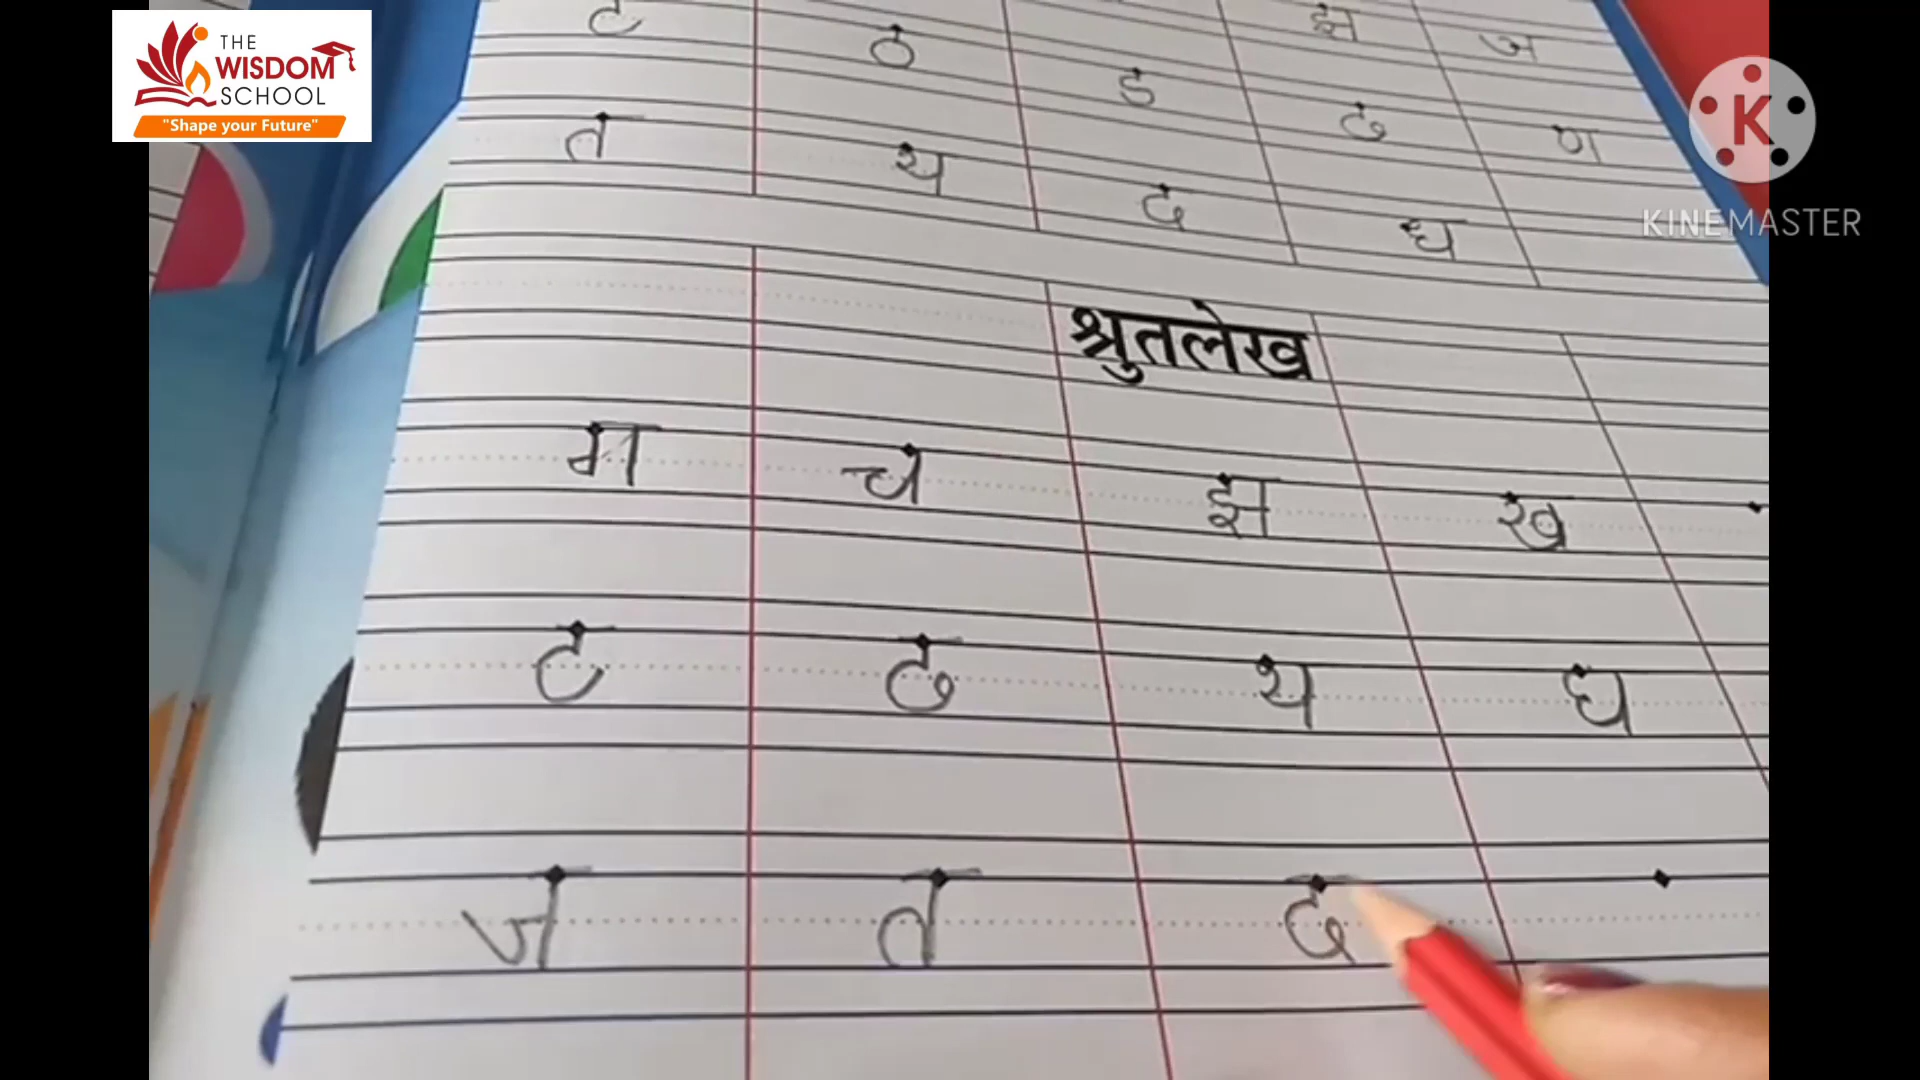 THE
WISDOM
SCHOOL
"Shape your Future"
K
KINEMASTER
ट ठ ड ढ ण
झ ञ
त थ द ध
श्रुतलेख
ग च झ ख
ट ढ थ घ
ज त द